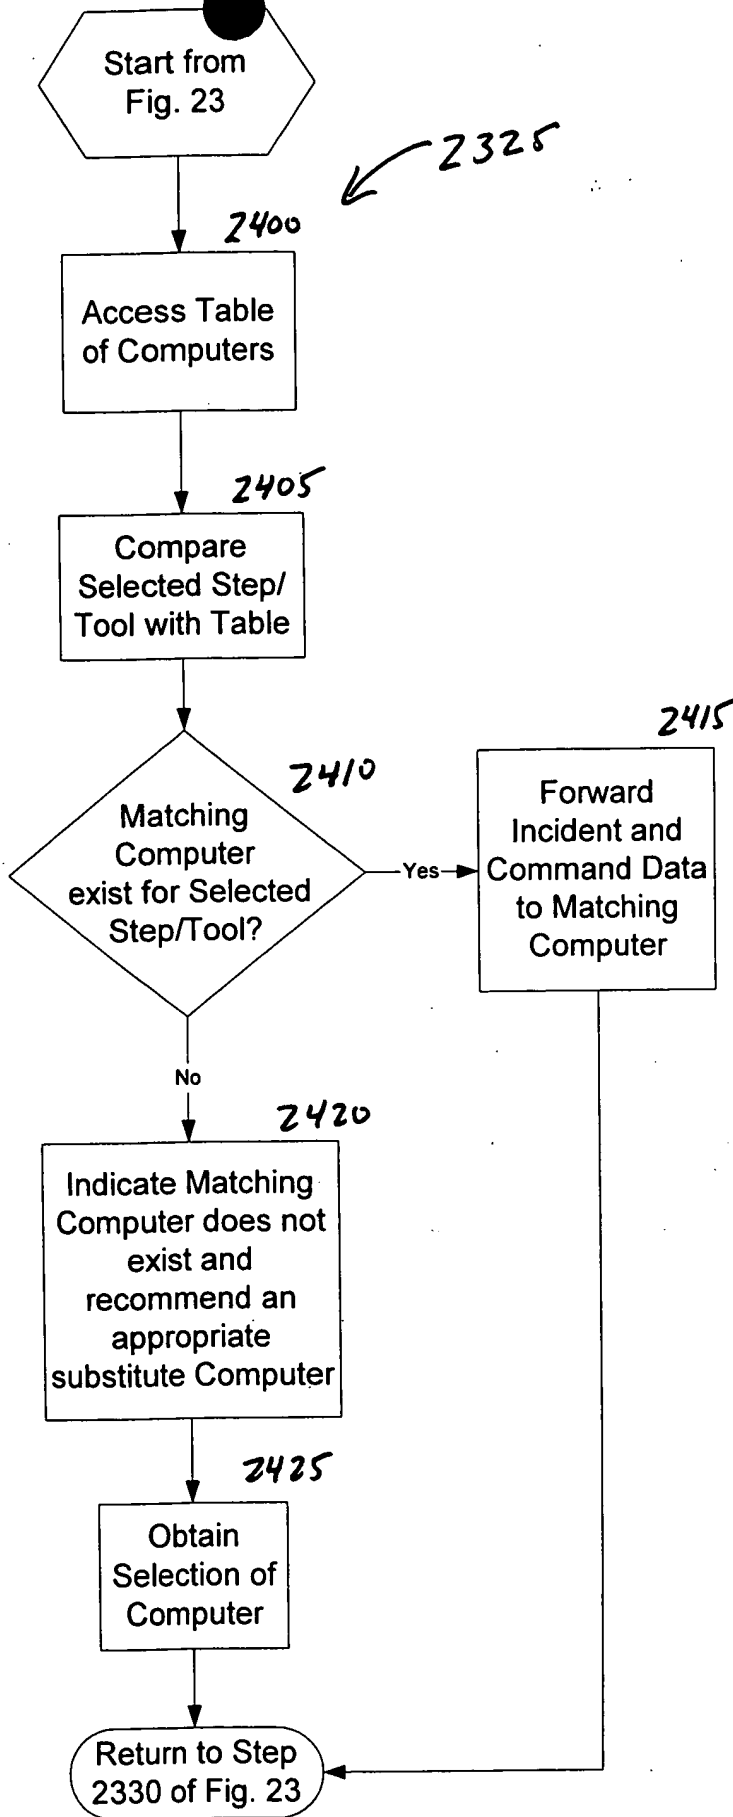 Start from
Fig. 23
2325
2400
Access Table
of Computers
2405
Compare
Selected Step/
Tool with Table
2410
Matching
Computer
exist for Selected
Step/Tool?
Yes
2415
Forward
Incident and
Command Data
to Matching
Computer
No
2420
Indicate Matching
Computer does not
exist and
recommend an
appropriate
substitute Computer
2425
Obtain
Selection of
Computer
Return to Step
2330 of Fig. 23